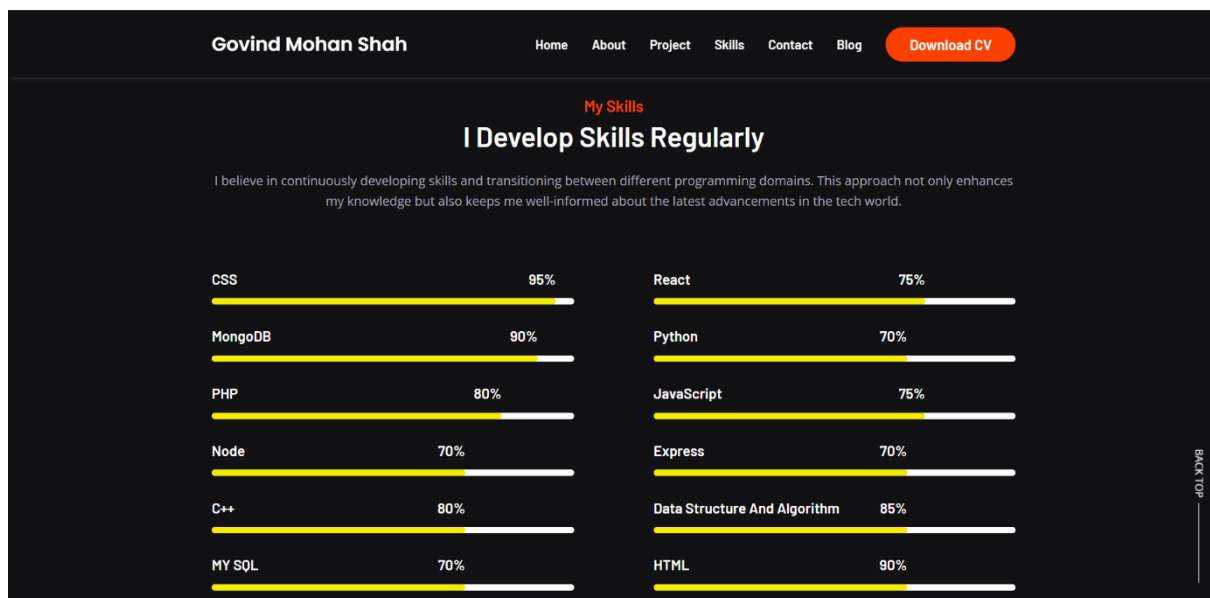 Govind Mohan Shah
Home About Project Skills Contact Blog Download CV
My Skills
I Develop Skills Regularly
I believe in continuously developing skills and transitioning between different programming domains. This approach not only enhances
my knowledge but also keeps me well-informed about the latest advancements in the tech world.
CSS 95%
React 75%
MongoDB 90%
Python 70%
PHP 80%
JavaScript 75%
Node 70%
Express 70%
C++ 80%
Data Structure And Algorithm 85%
MY SQL 70%
HTML 90%
BACK TOP